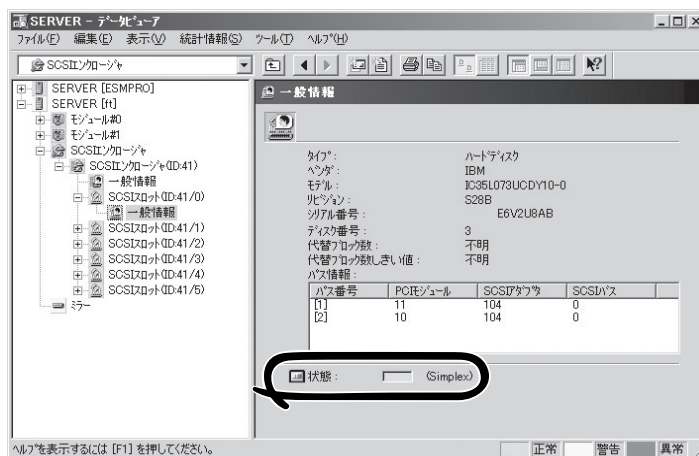 SERVER - ﾃﾞｰﾀﾋﾞｭｰｱ
ﾌｧｲﾙ(F) 編集(E) 表示(V) 統計情報(S) ﾂｰﾙ(T) ﾍﾙﾌﾟ(H)
SCSIｴﾝｸﾛｰｼﾞｬ
SERVER [ESMPRO]
SERVER [ft]
ﾓｼﾞｭｰﾙ#0
ﾓｼﾞｭｰﾙ#1
SCSIｴﾝｸﾛｰｼﾞｬ
SCSIｴﾝｸﾛｰｼﾞｬ(ID:41)
一般情報
SCSIｽﾛｯﾄ(ID:41/0)
一般情報
SCSIｽﾛｯﾄ(ID:41/1)
SCSIｽﾛｯﾄ(ID:41/2)
SCSIｽﾛｯﾄ(ID:41/3)
SCSIｽﾛｯﾄ(ID:41/4)
SCSIｽﾛｯﾄ(ID:41/5)
ﾐﾗｰ
一般情報
ﾀｲﾌﾟ: ﾊｰﾄﾞﾃﾞｨｽｸ
ﾍﾞﾝﾀﾞ: IBM
ﾓﾃﾞﾙ: IC35L073UCDY10-0
ﾘﾋﾞｼﾞｮﾝ: S28B
ｼﾘｱﾙ番号: E6V2U8AB
ﾃﾞｨｽｸ番号: 3
代替ﾌﾞﾛｯｸ数: 不明
代替ﾌﾞﾛｯｸ数しきい値: 不明
ﾊﾟｽ情報:
ﾊﾟｽ番号 PCIﾓｼﾞｭｰﾙ SCSIｱﾀﾞﾌﾟﾀ SCSIﾊﾞｽ
[1] 11 104 0
[2] 10 104 0
状態: (Simplex)
ﾍﾙﾌﾟを表示するには [F1] を押してください。 正常 警告 異常